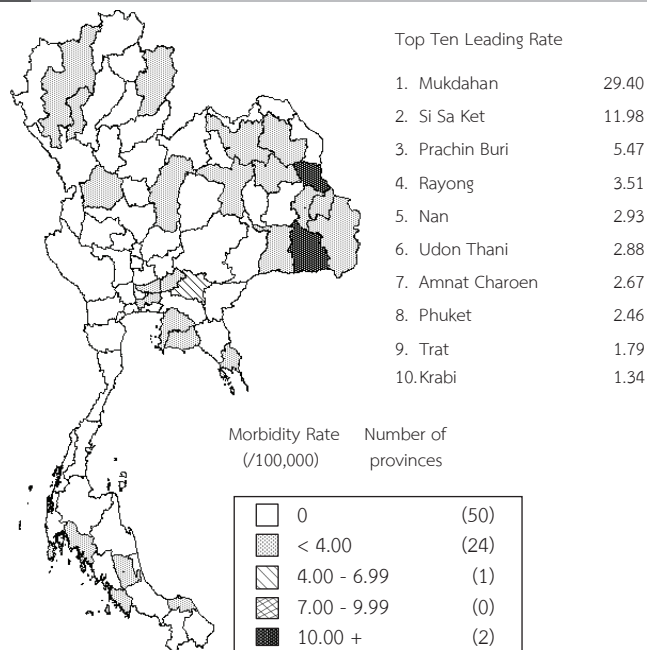 Top Ten Leading Rate
1. Mukdahan 29.40
2. Si Sa Ket 11.98
3. Prachin Buri 5.47
4. Rayong 3.51
5. Nan 2.93
6. Udon Thani 2.88
7. Amnat Charoen 2.67
8. Phuket 2.46
9. Trat 1.79
10.Krabi 1.34
Morbidity Rate Number of
(/100,000) provinces
0 (50)
< 4.00 (24)
4.00 - 6.99 (1)
7.00 - 9.99 (0)
10.00 + (2)